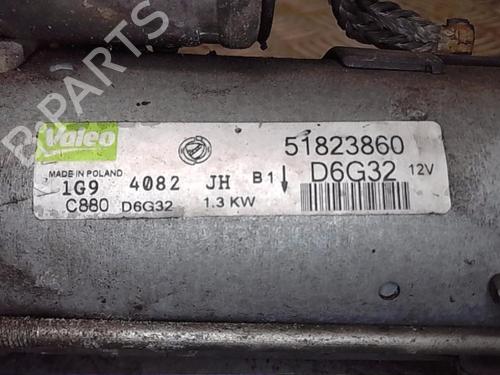 B-PARTS
Valeo
51823860
MADE IN POLAND
D6G32 12V
1G9 4082 JH B1
C880 D6G32 1.3 KW